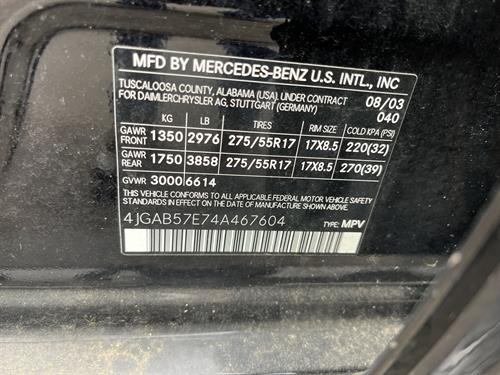 MFD BY MERCEDES-BENZ U.S. INTL., INC
TUSCALOOSA COUNTY, ALABAMA (USA), UNDER CONTRACT
FOR DAIMLERCHRYSLER AG, STUTTGART (GERMANY)
08/03
040
KG LB TIRES RIM SIZE COLD KPA (PSI)
GAWR FRONT 1350 2976 275/55R17 17X8.5 220(32)
GAWR REAR 1750 3858 275/55R17 17X8.5 270(39)
GVWR 3000 6614
THIS VEHICLE CONFORMS TO ALL APPLICABLE FEDERAL MOTOR VEHICLE SAFETY
STANDARDS IN EFFECT ON THE DATE OF MANUFACTURE SHOWN ABOVE.
4JGAB57E74A467604 TYPE: MPV